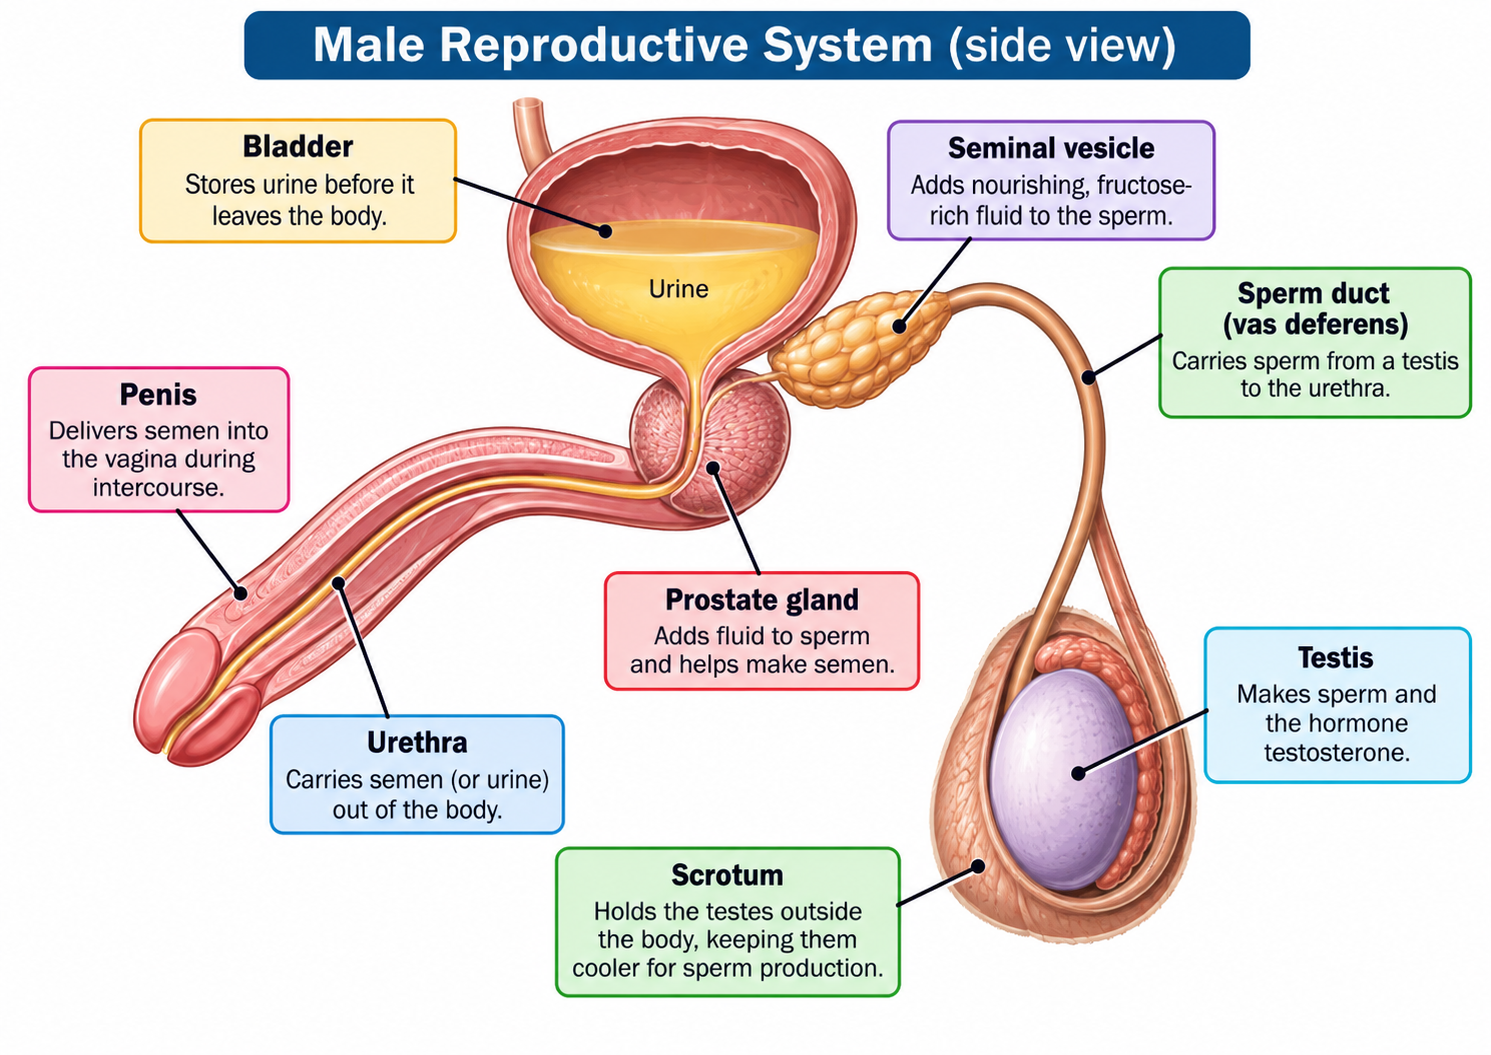 Male Reproductive System (side view)
Bladder
Stores urine before it
leaves the body.
Seminal vesicle
Adds nourishing, fructose-
rich fluid to the sperm.
Urine
Sperm duct
(vas deferens)
Carries sperm from a testis
to the urethra.
Penis
Delivers semen into
the vagina during
intercourse.
Prostate gland
Adds fluid to sperm
and helps make semen.
Testis
Makes sperm and
the hormone
testosterone.
Urethra
Carries semen (or urine)
out of the body.
Scrotum
Holds the testes outside
the body, keeping them
cooler for sperm production.